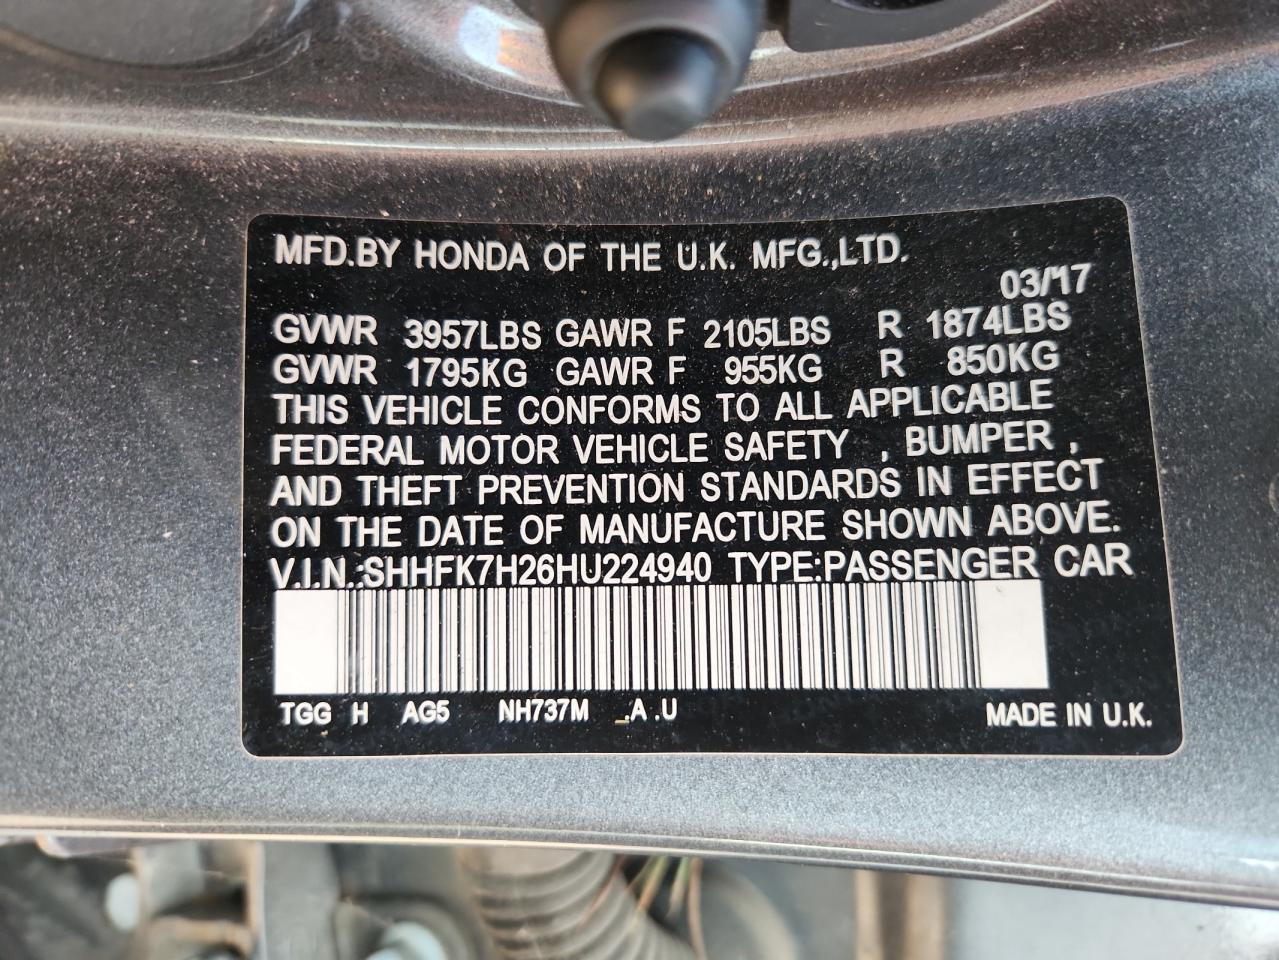 MFD.BY HONDA OF THE U.K. MFG.,LTD.
03/17
GVWR 3957LBS GAWR F 2105LBS R 1874LBS
GVWR 1795KG GAWR F 955KG R 850KG
THIS VEHICLE CONFORMS TO ALL APPLICABLE
FEDERAL MOTOR VEHICLE SAFETY , BUMPER ,
AND THEFT PREVENTION STANDARDS IN EFFECT
ON THE DATE OF MANUFACTURE SHOWN ABOVE.
V.I.N.:SHHFK7H26HU224940 TYPE:PASSENGER CAR
TGG H AG5 NH737M _.A .U MADE IN U.K.